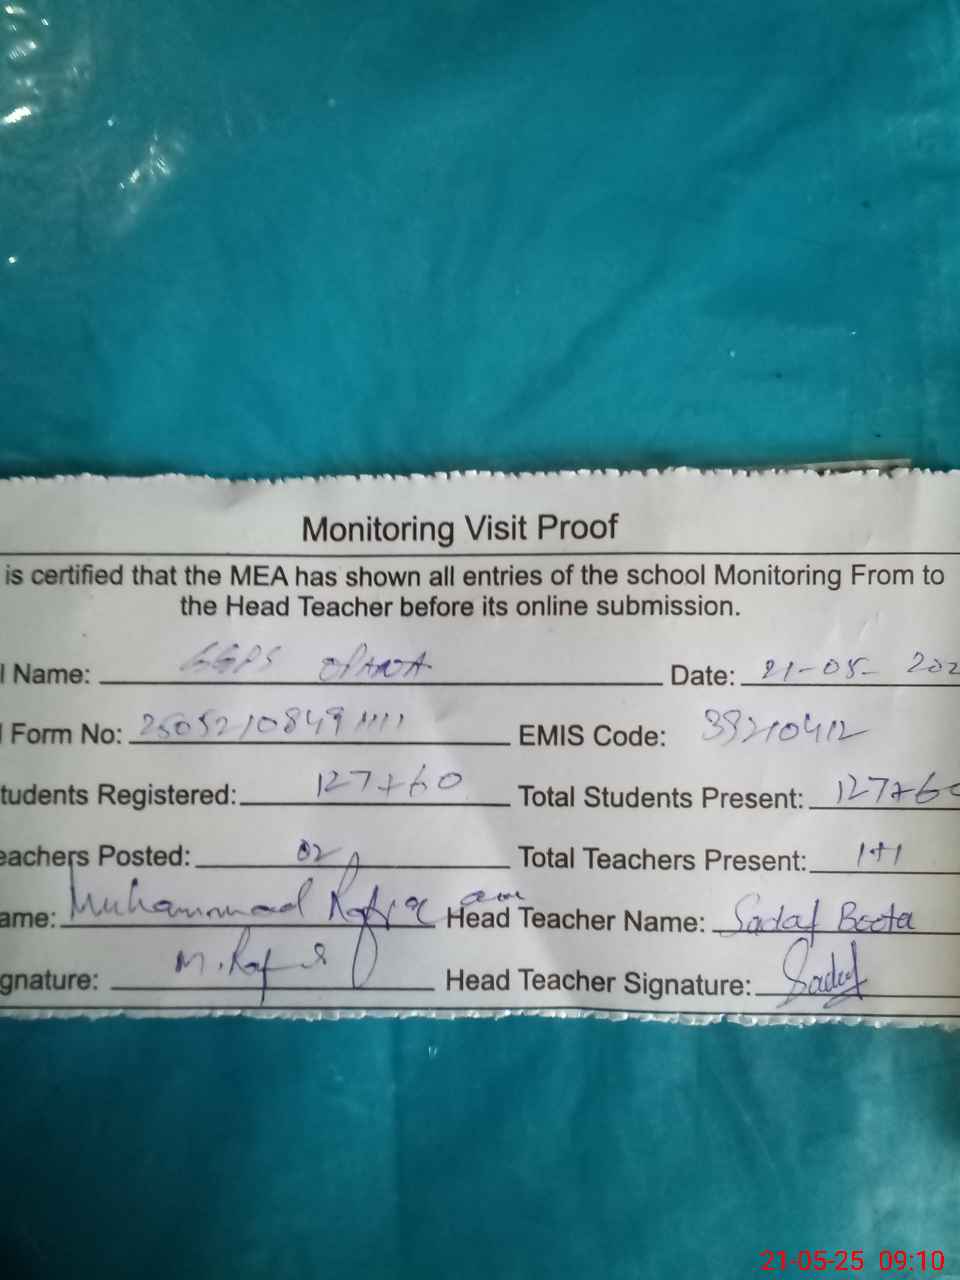 Monitoring Visit Proof
is certified that the MEA has shown all entries of the school Monitoring From to
the Head Teacher before its online submission.
l Name: GGPS Date: 21-05-202
Form No: EMIS Code:
tudents Registered: 127+60 Total Students Present: 127+60
eachers Posted: 02 Total Teachers Present: 1+1
ame: Muhammad Head Teacher Name: Sadaf Boota
gnature: Head Teacher Signature: Sadaf
21-05-25 09:10